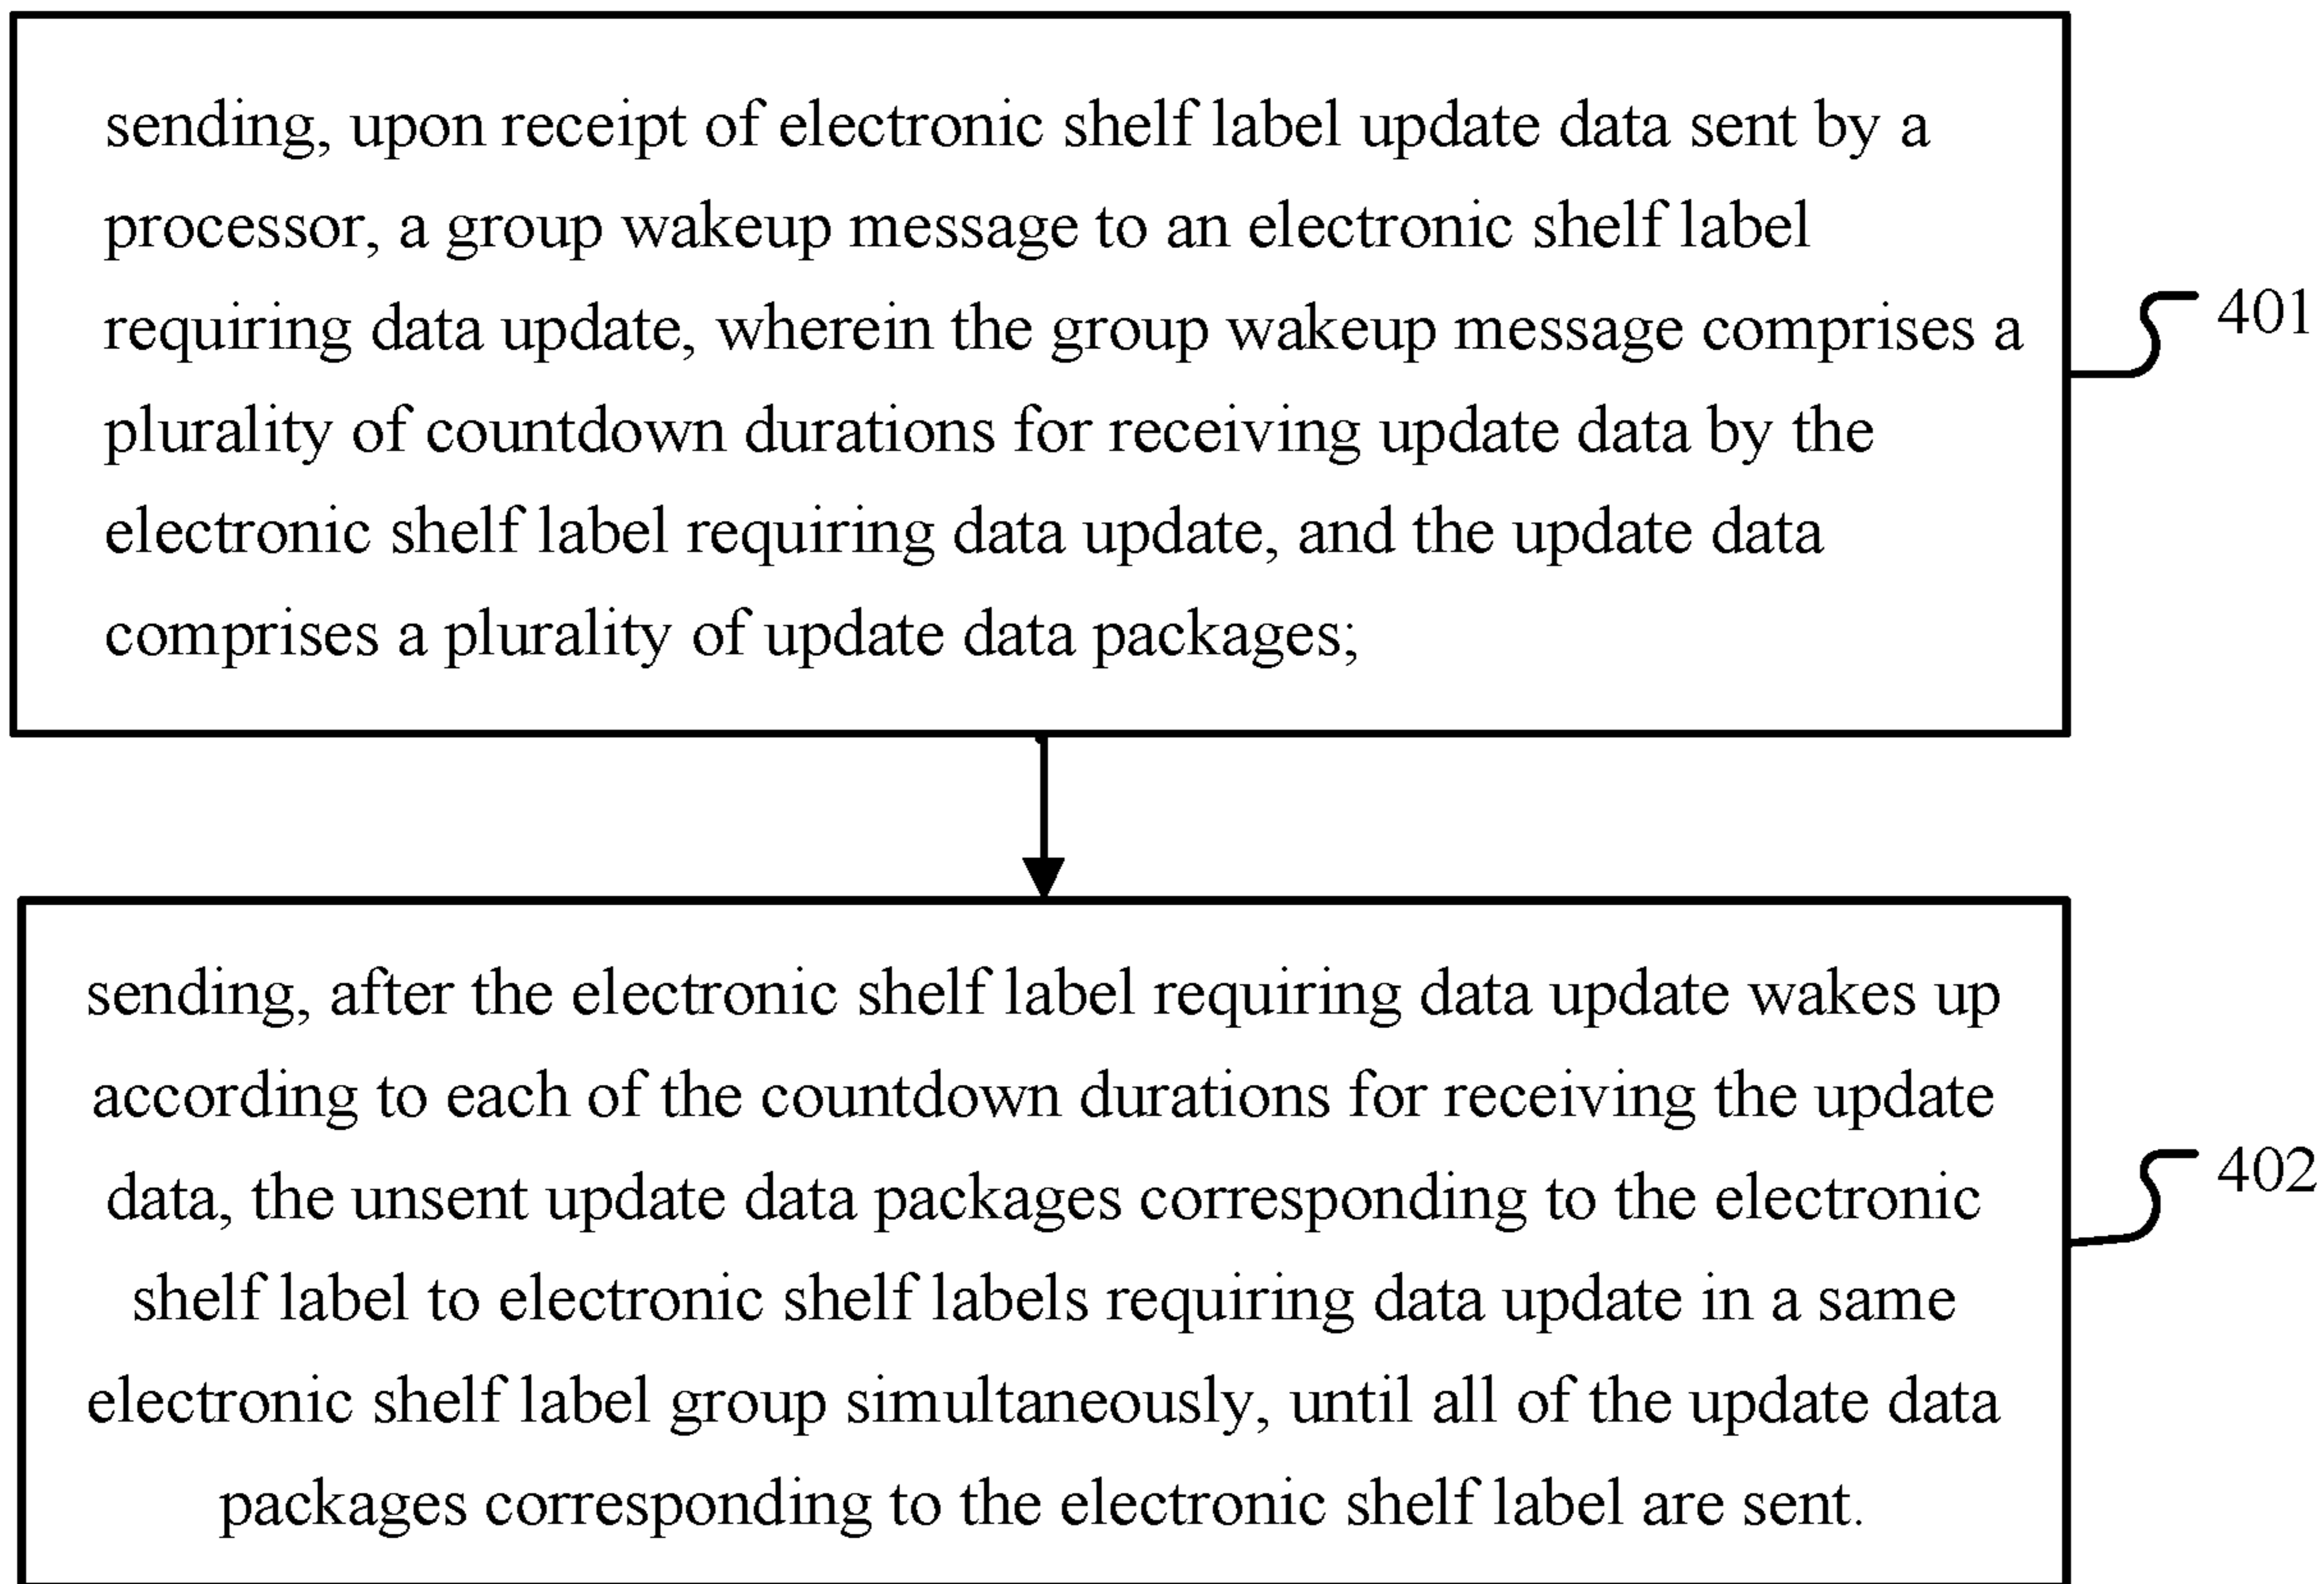 sending, upon receipt of electronic shelf label update data sent by a
processor, a group wakeup message to an electronic shelf label
requiring data update, wherein the group wakeup message comprises a
plurality of countdown durations for receiving update data by the
electronic shelf label requiring data update, and the update data
comprises a plurality of update data packages;
401
sending, after the electronic shelf label requiring data update wakes up
according to each of the countdown durations for receiving the update
data, the unsent update data packages corresponding to the electronic
shelf label to electronic shelf labels requiring data update in a same
electronic shelf label group simultaneously, until all of the update data
packages corresponding to the electronic shelf label are sent.
402